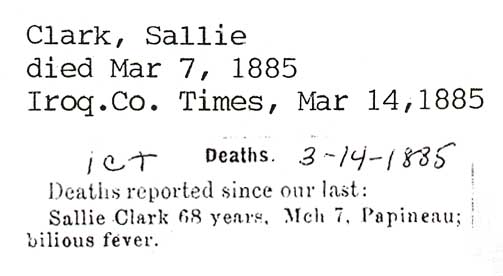 Clark, Sallie
died Mar 7, 1885
Iroq.Co. Times, Mar 14,1885
ICT Deaths. 3-14-1885
Deaths reported since our last:
Sallie Clark 68 years, Mch 7, Papineau;
bilious fever.